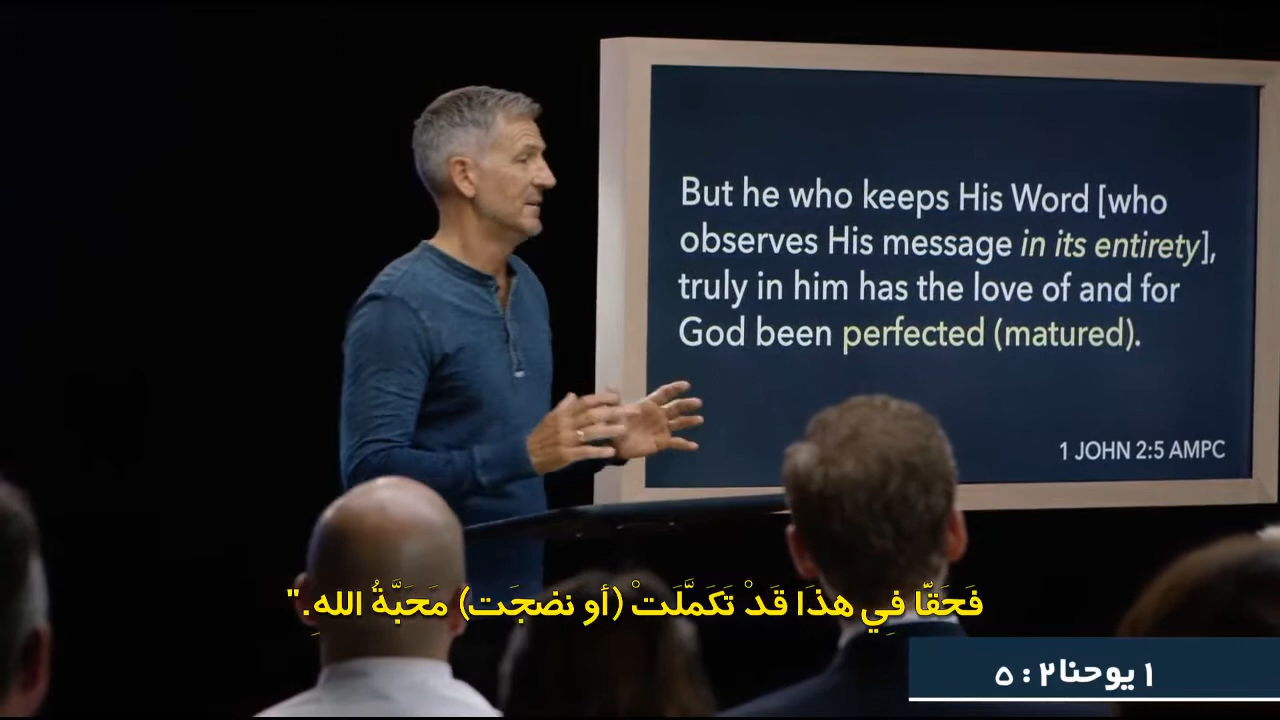 But he who keeps His Word [who
observes His message in its entirety],
truly in him has the love of and for
God been perfected (matured).
1 JOHN 2:5 AMPC
فَحَقّاً فِي هذَا قَدْ تَكَمَّلَتْ (أو نضجَت) مَحَبَّةُ اللهِ."
١ يوحنا٢ : ٥